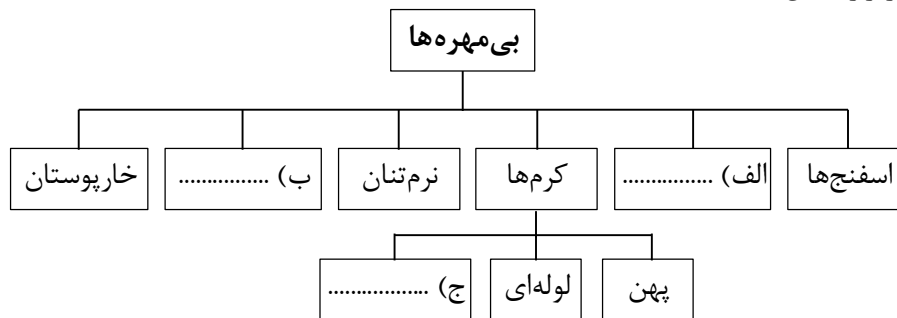 بی‌مهره‌ها
اسفنج‌ها
الف) ................
کرم‌ها
نرم‌تنان
ب) ................
خارپوستان
پهن
لوله‌ای
ج) ..................